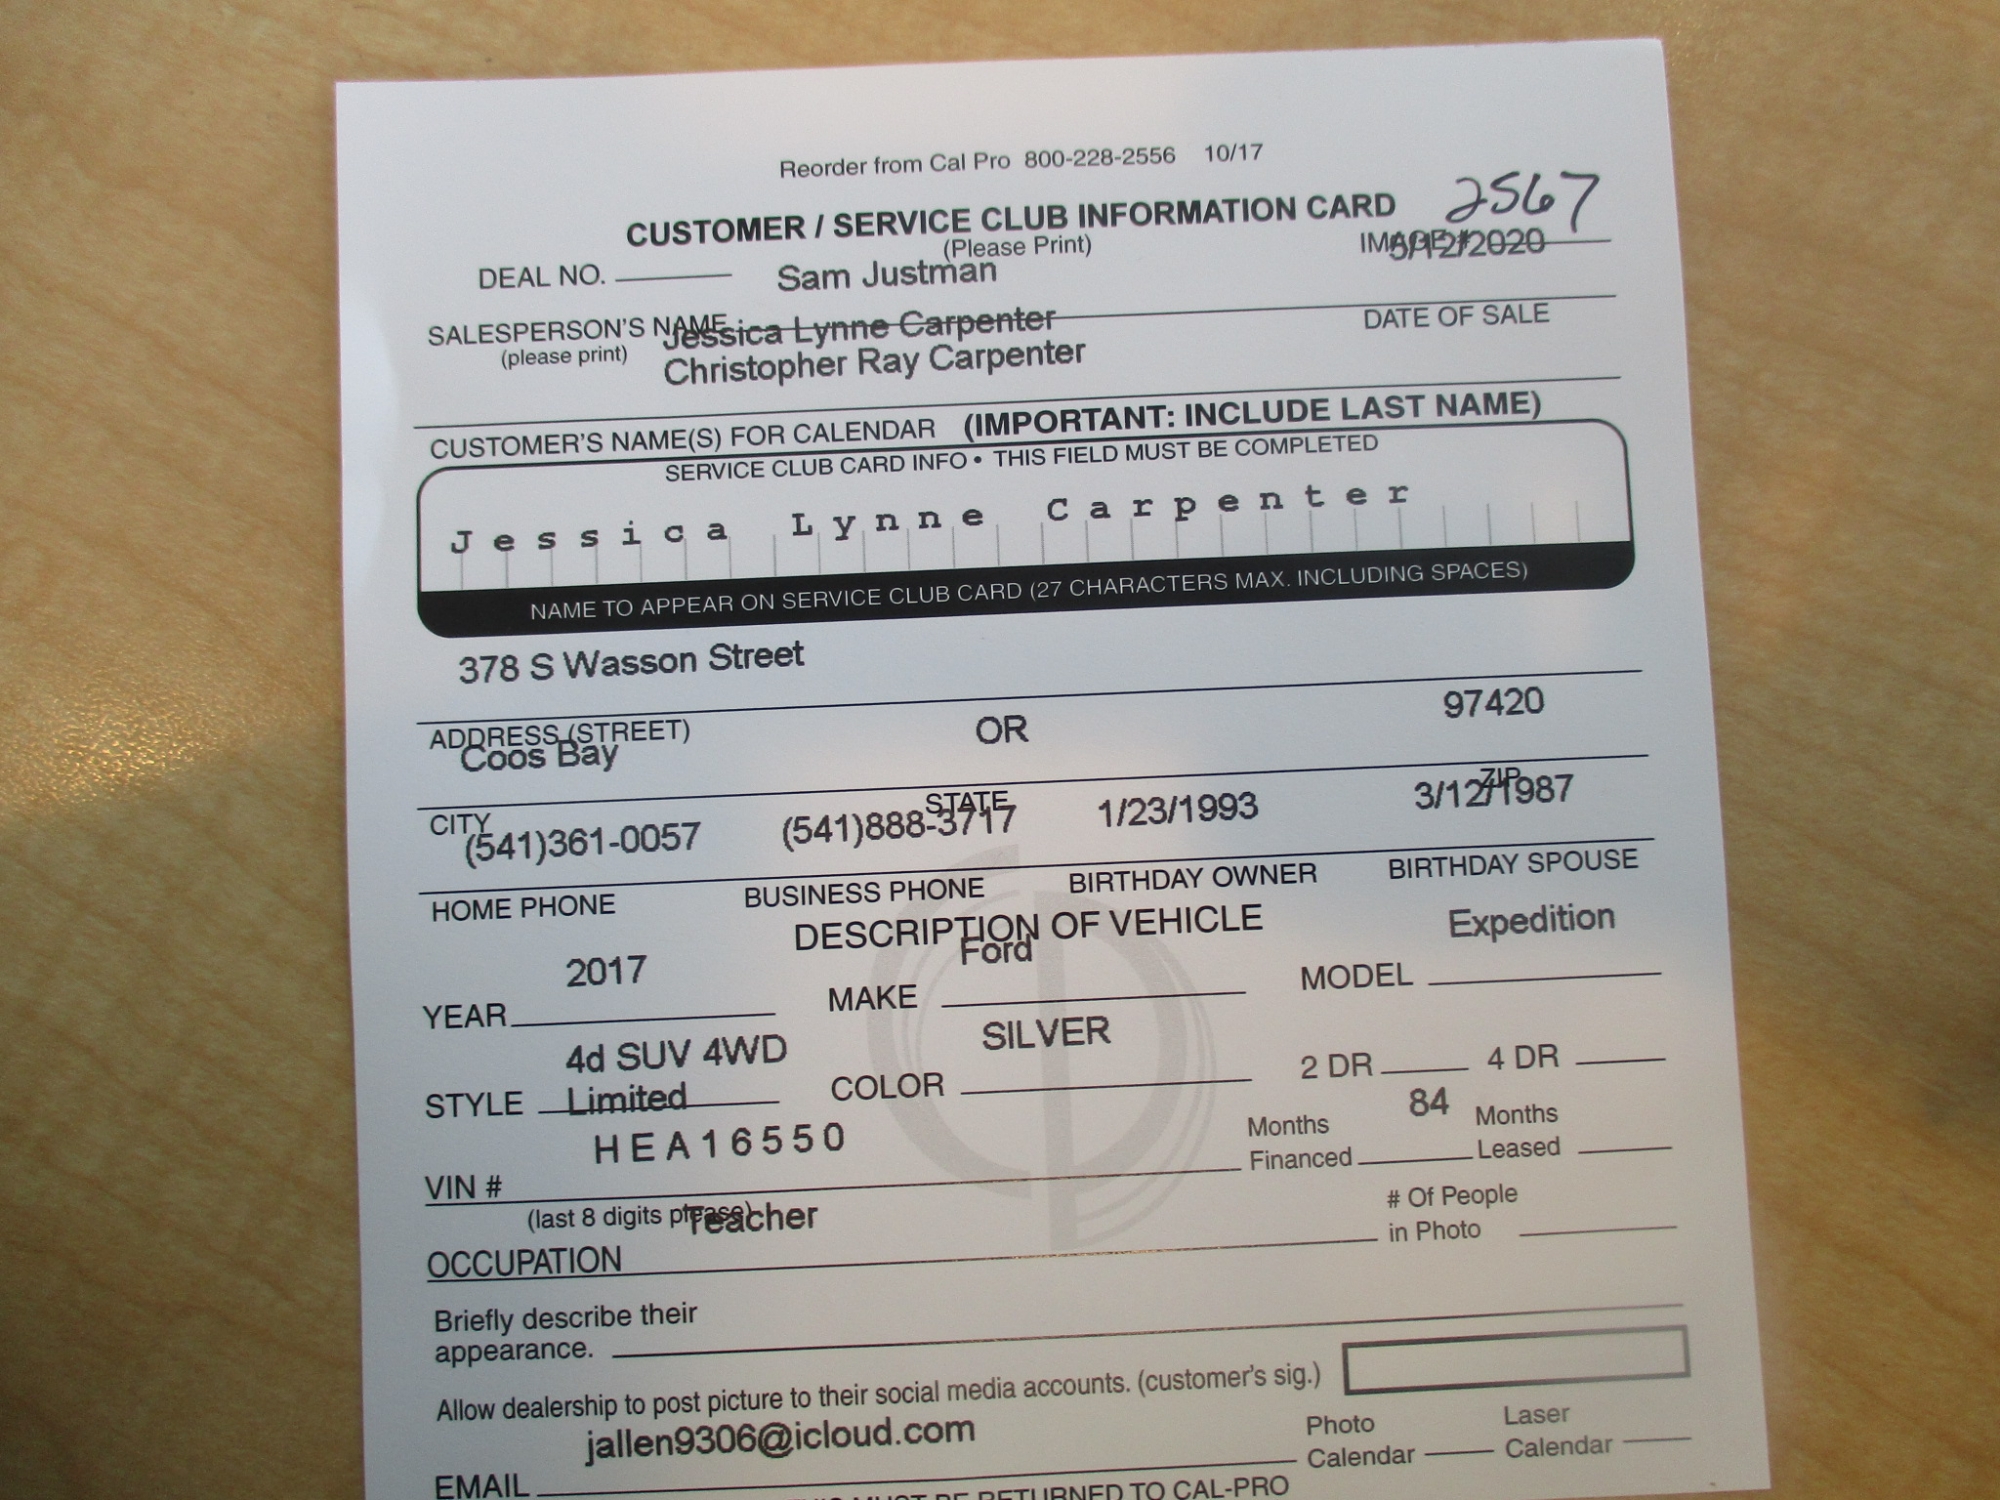 Reorder from Cal Pro 800-228-2556 10/17
CUSTOMER / SERVICE CLUB INFORMATION CARD 2567
(Please Print) IMAGE # 5/12/2020
DEAL NO. Sam Justman
SALESPERSON'S NAME Jessica Lynne Carpenter DATE OF SALE
(please print) Christopher Ray Carpenter
CUSTOMER'S NAME(S) FOR CALENDAR (IMPORTANT: INCLUDE LAST NAME)
SERVICE CLUB CARD INFO • THIS FIELD MUST BE COMPLETED
Jessica Lynne Carpenter
NAME TO APPEAR ON SERVICE CLUB CARD (27 CHARACTERS MAX. INCLUDING SPACES)
378 S Wasson Street
ADDRESS (STREET)
Coos Bay OR 97420
CITY STATE ZIP
(541)361-0057 (541)888-3717 1/23/1993 3/12/1987
HOME PHONE BUSINESS PHONE BIRTHDAY OWNER BIRTHDAY SPOUSE
DESCRIPTION OF VEHICLE
2017 Ford Expedition
YEAR MAKE MODEL
4d SUV 4WD SILVER
STYLE Limited COLOR 2 DR 4 DR
HEA16550 Months 84 Months
VIN # Financed Leased
(last 8 digits please) Teacher # Of People
OCCUPATION in Photo
Briefly describe their
appearance.
Allow dealership to post picture to their social media accounts. (customer's sig.)
jallen9306@icloud.com Photo Laser
EMAIL Calendar Calendar
MUST BE RETURNED TO CAL-PRO